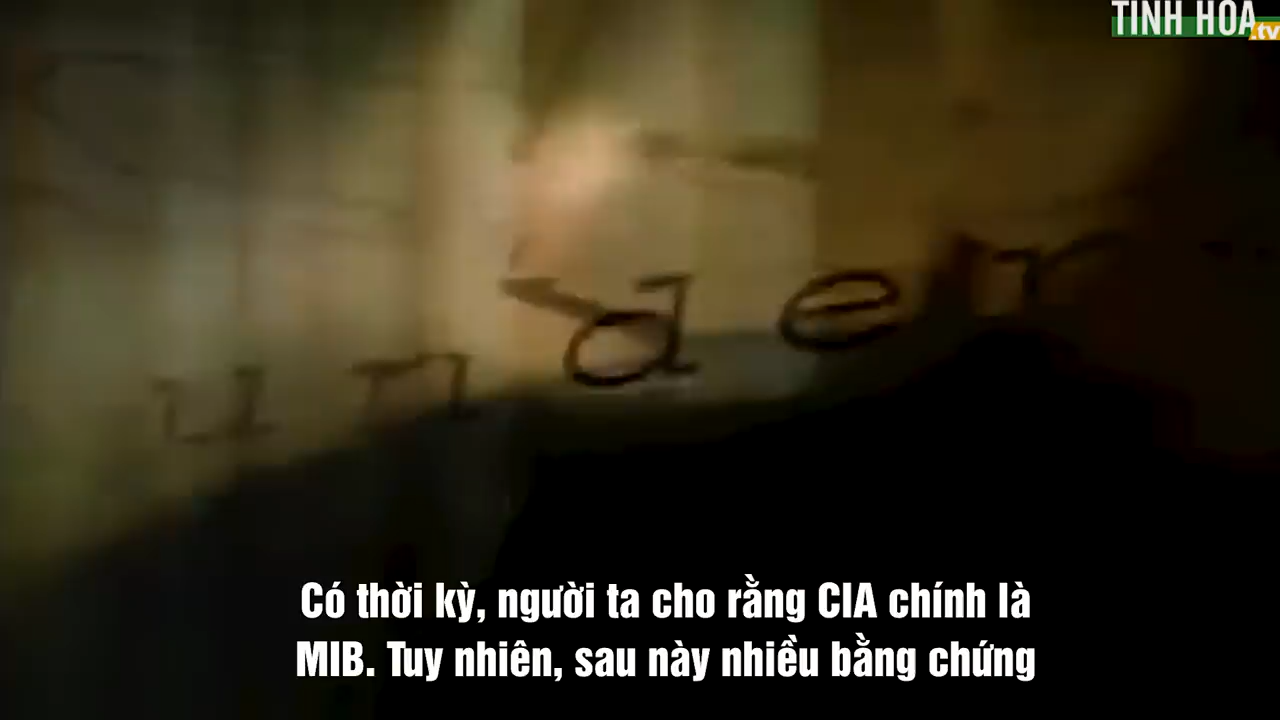 TINH HOA
.tv
under
Có thời kỳ, người ta cho rằng CIA chính là
MIB. Tuy nhiên, sau này nhiều bằng chứng